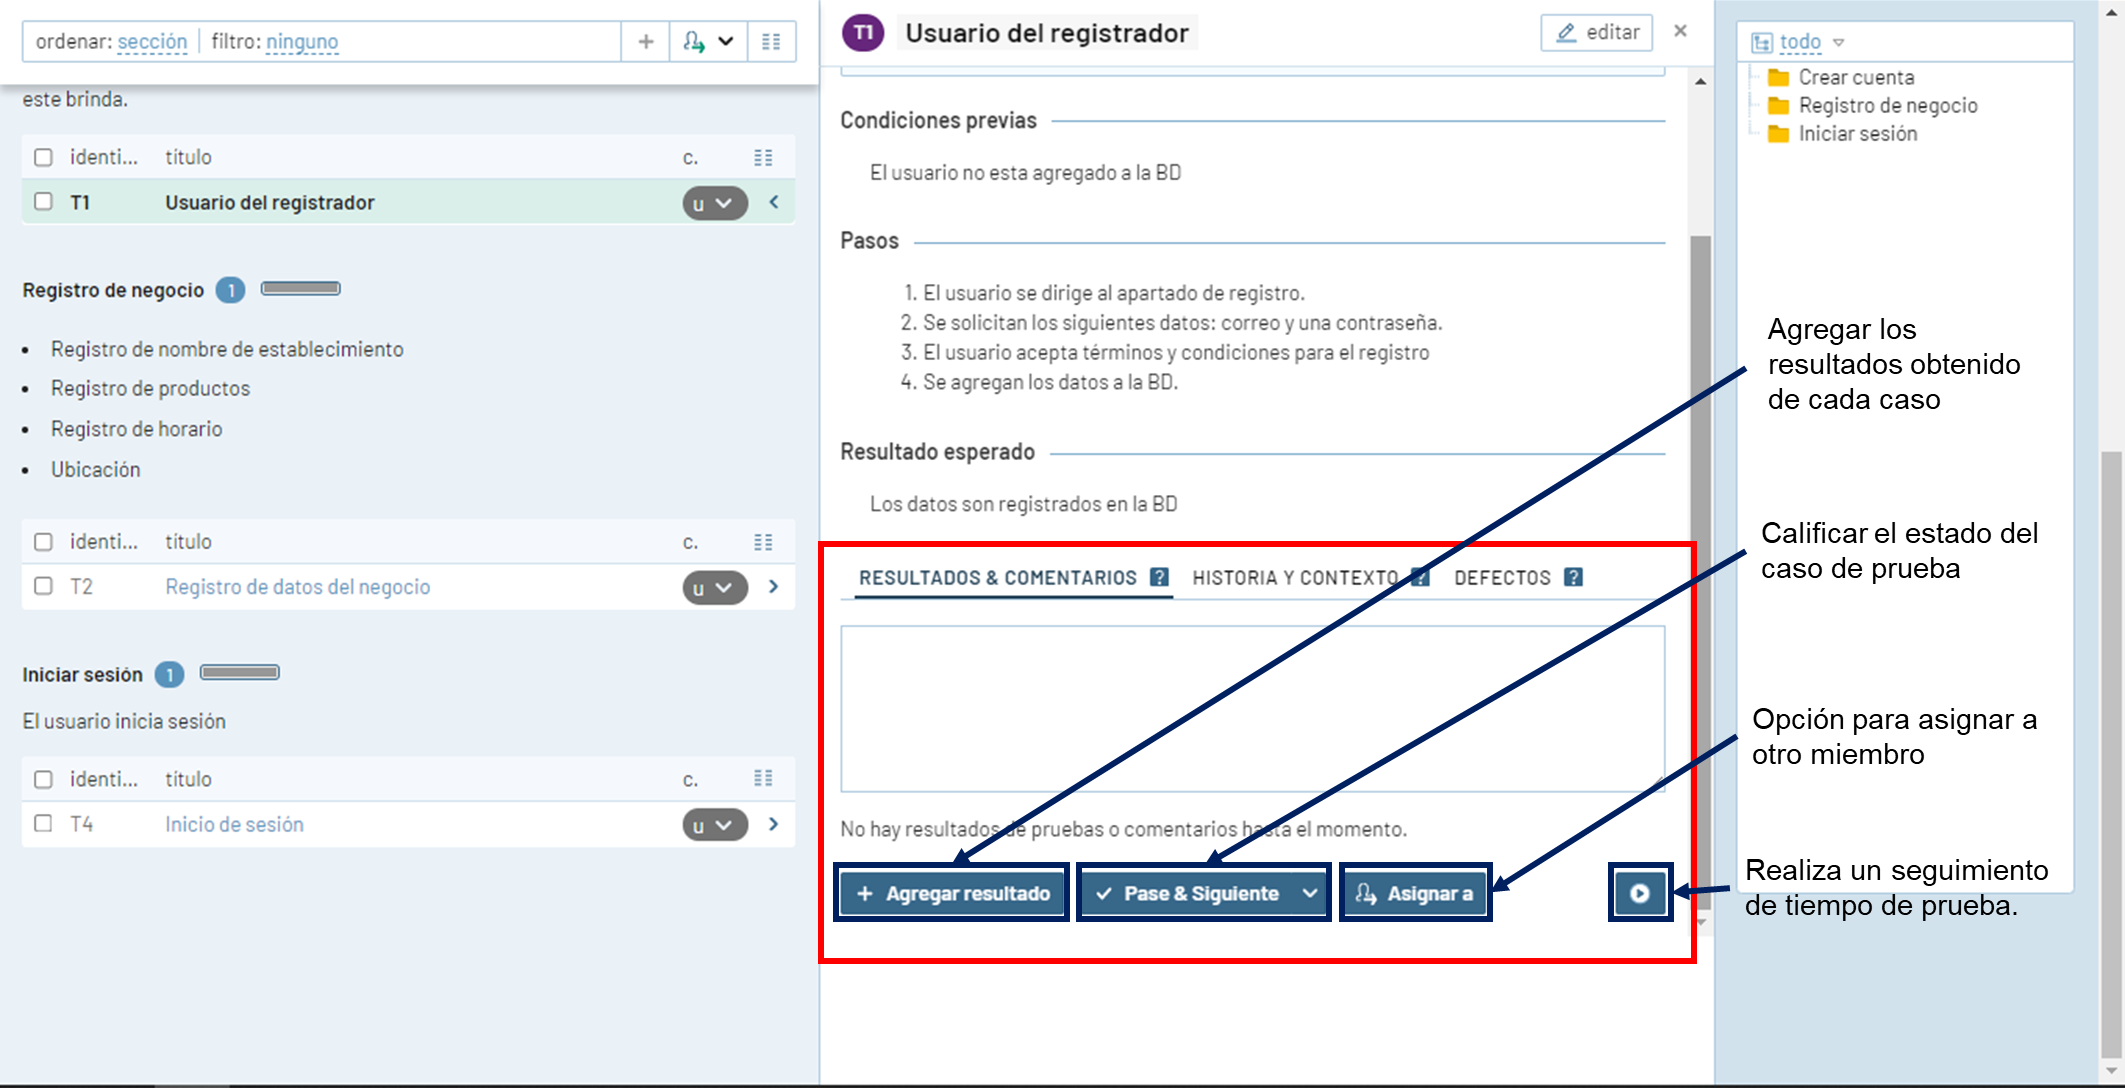 ordenar: sección filtro: ninguno
este brinda.
identi... título c.
T1 Usuario del registrador u
Registro de negocio 1
Registro de nombre de establecimiento
Registro de productos
Registro de horario
Ubicación
identi... título c.
T2 Registro de datos del negocio u
Iniciar sesión 1
El usuario inicia sesión
identi... título c.
T4 Inicio de sesión u
T1 Usuario del registrador editar ×
Condiciones previas
El usuario no esta agregado a la BD
Pasos
1. El usuario se dirige al apartado de registro.
2. Se solicitan los siguientes datos: correo y una contraseña.
3. El usuario acepta términos y condiciones para el registro
4. Se agregan los datos a la BD.
Resultado esperado
Los datos son registrados en la BD
RESULTADOS & COMENTARIOS ? HISTORIA Y CONTEXTO ? DEFECTOS ?
No hay resultados de pruebas o comentarios hasta el momento.
+ Agregar resultado Pase & Siguiente Asignar a
todo
Crear cuenta
Registro de negocio
Iniciar sesión
Agregar los
resultados obtenido
de cada caso
Calificar el estado del
caso de prueba
Opción para asignar a
otro miembro
Realiza un seguimiento
de tiempo de prueba.